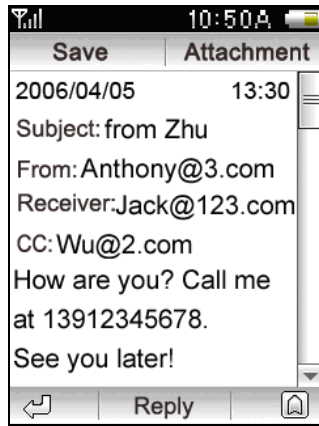 10:50A
Save Attachment
2006/04/05 13:30
Subject: from Zhu
From: Anthony@3.com
Receiver: Jack@123.com
CC: Wu@2.com
How are you? Call me
at 13912345678.
See you later!
Reply